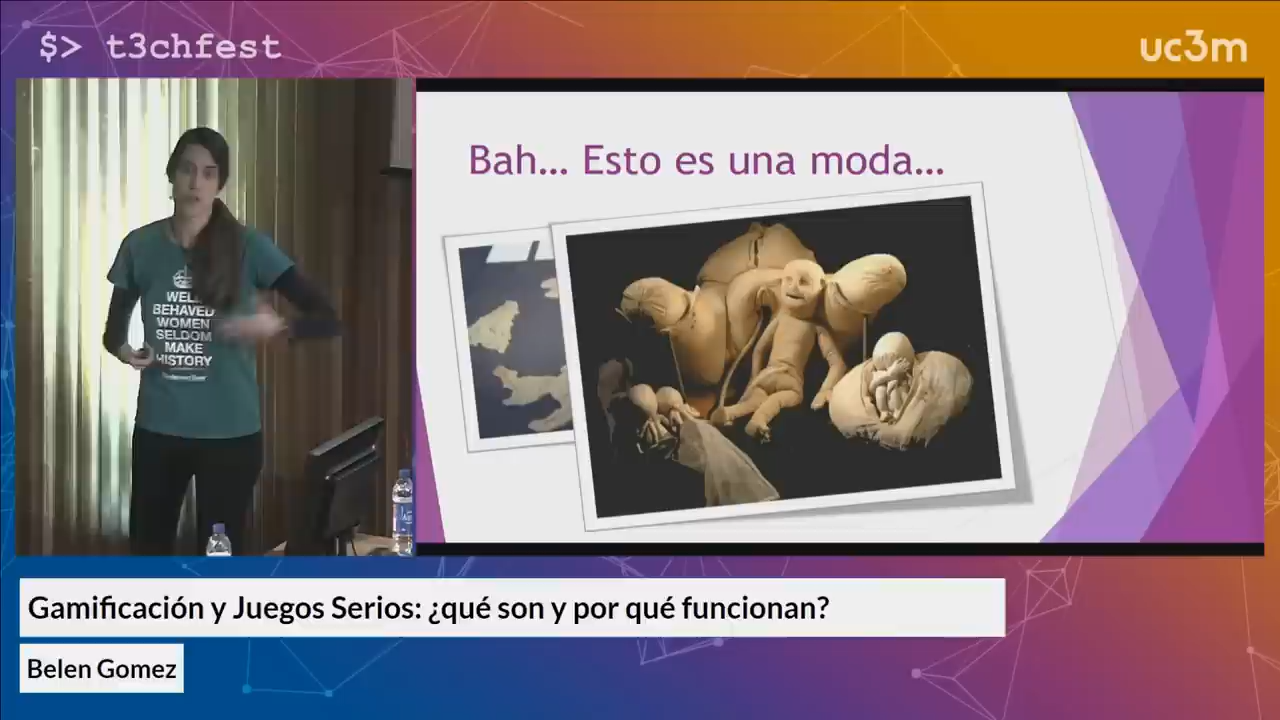 $> t3chfest
uc3m
Bah... Esto es una moda...
WELL
BEHAVED
WOMEN
SELDOM
MAKE
HISTORY
Gamificación y Juegos Serios: ¿qué son y por qué funcionan?
Belen Gomez